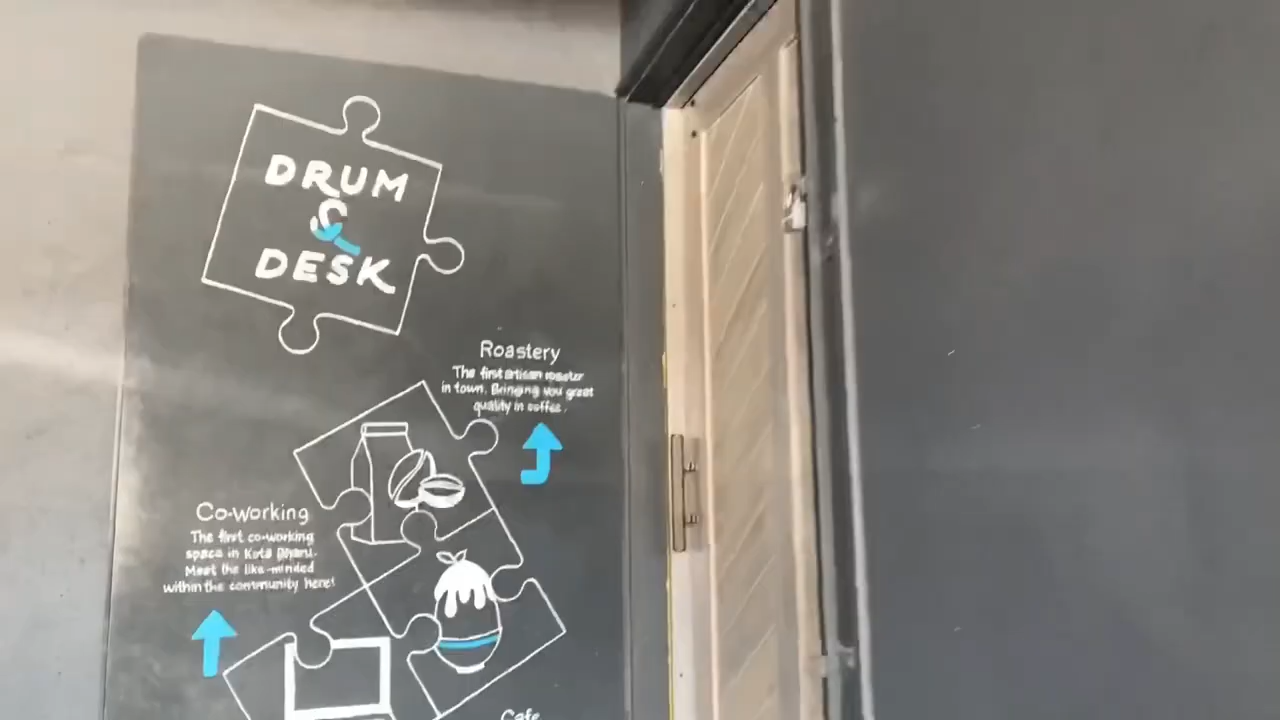 DRUM
&
DESK
Roastery
The first artisan roaster
in town. Bringing you great
quality in coffee.
Co-working
The first co-working
space in Kota Bharu.
Meet the like-minded
within the community here!
Cafe